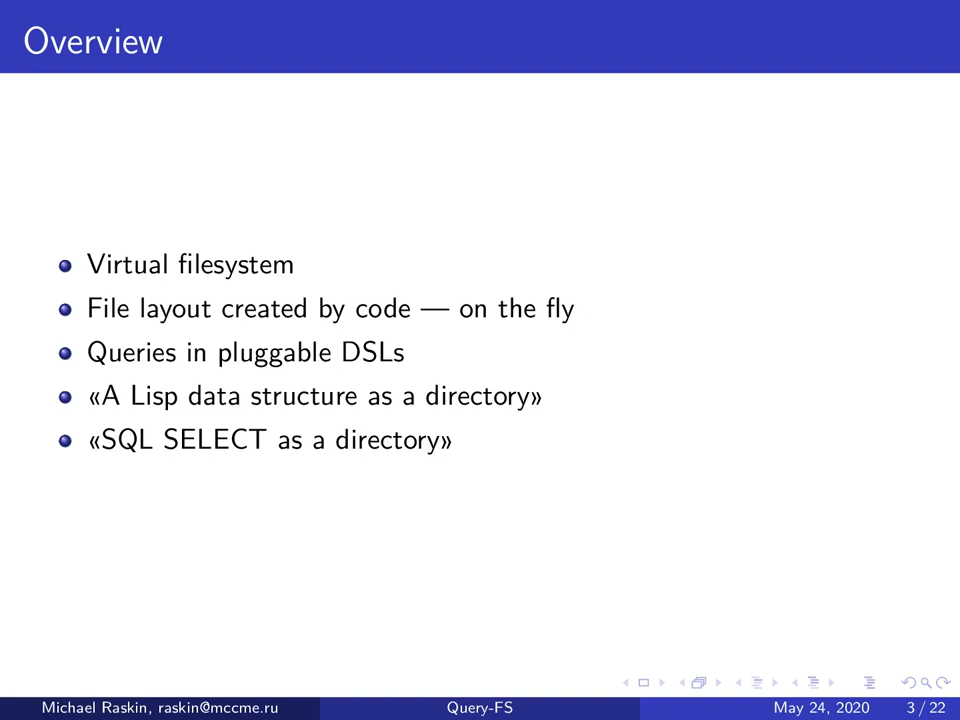 Overview
Virtual filesystem
File layout created by code — on the fly
Queries in pluggable DSLs
«A Lisp data structure as a directory»
«SQL SELECT as a directory»
Michael Raskin, raskin@mccme.ru
Query-FS
May 24, 2020
3 / 22